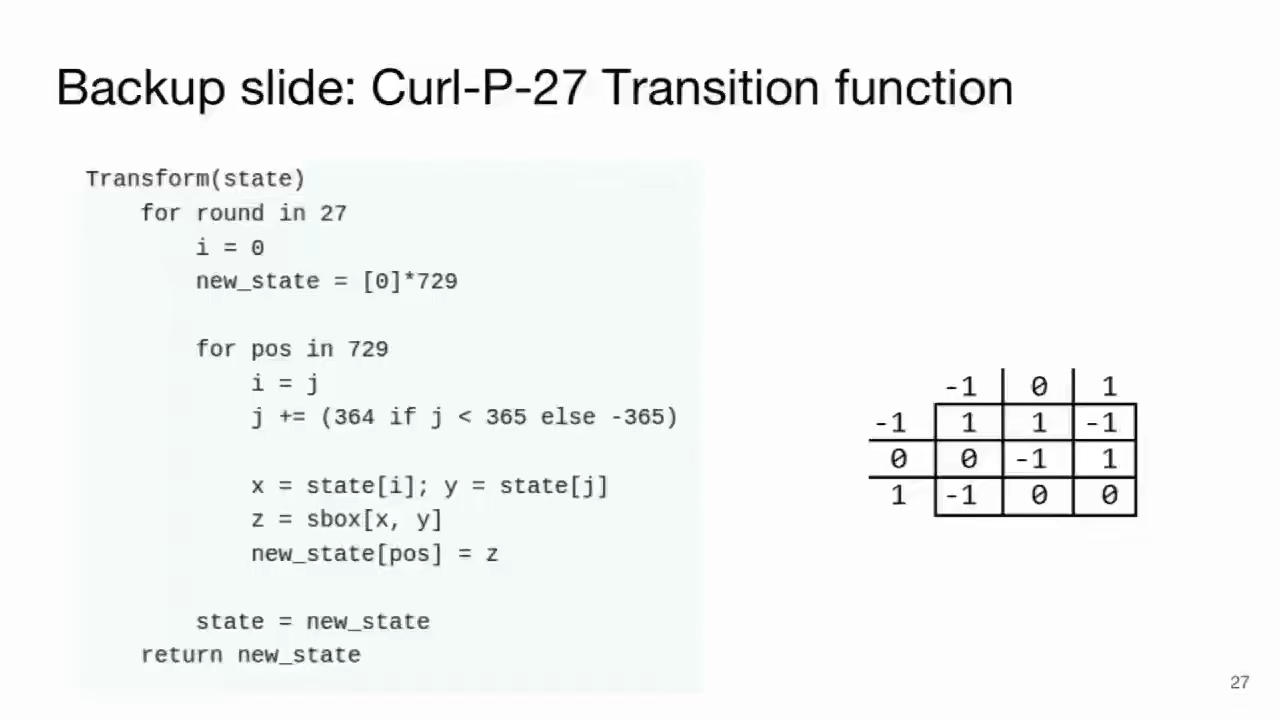 Backup slide: Curl-P-27 Transition function
Transform(state)
    for round in 27
        i = 0
        new_state = [0]*729
        for pos in 729
            i = j
            j += (364 if j < 365 else -365)
            x = state[i]; y = state[j]
            z = sbox[x, y]
            new_state[pos] = z
        state = new_state
    return new_state
-1 0 1
-1 1 1 -1
0 0 -1 1
1 -1 0 0
27